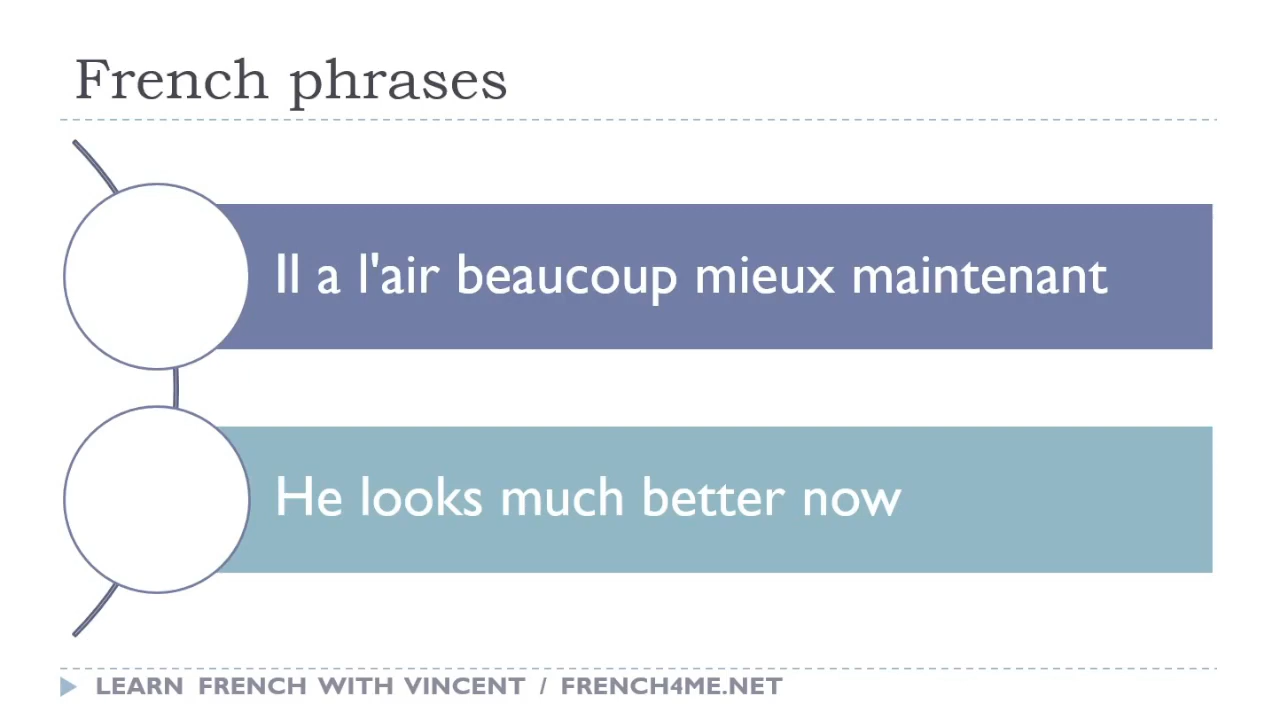 French phrases
Il a l'air beaucoup mieux maintenant
He looks much better now
LEARN FRENCH WITH VINCENT / FRENCH4ME.NET